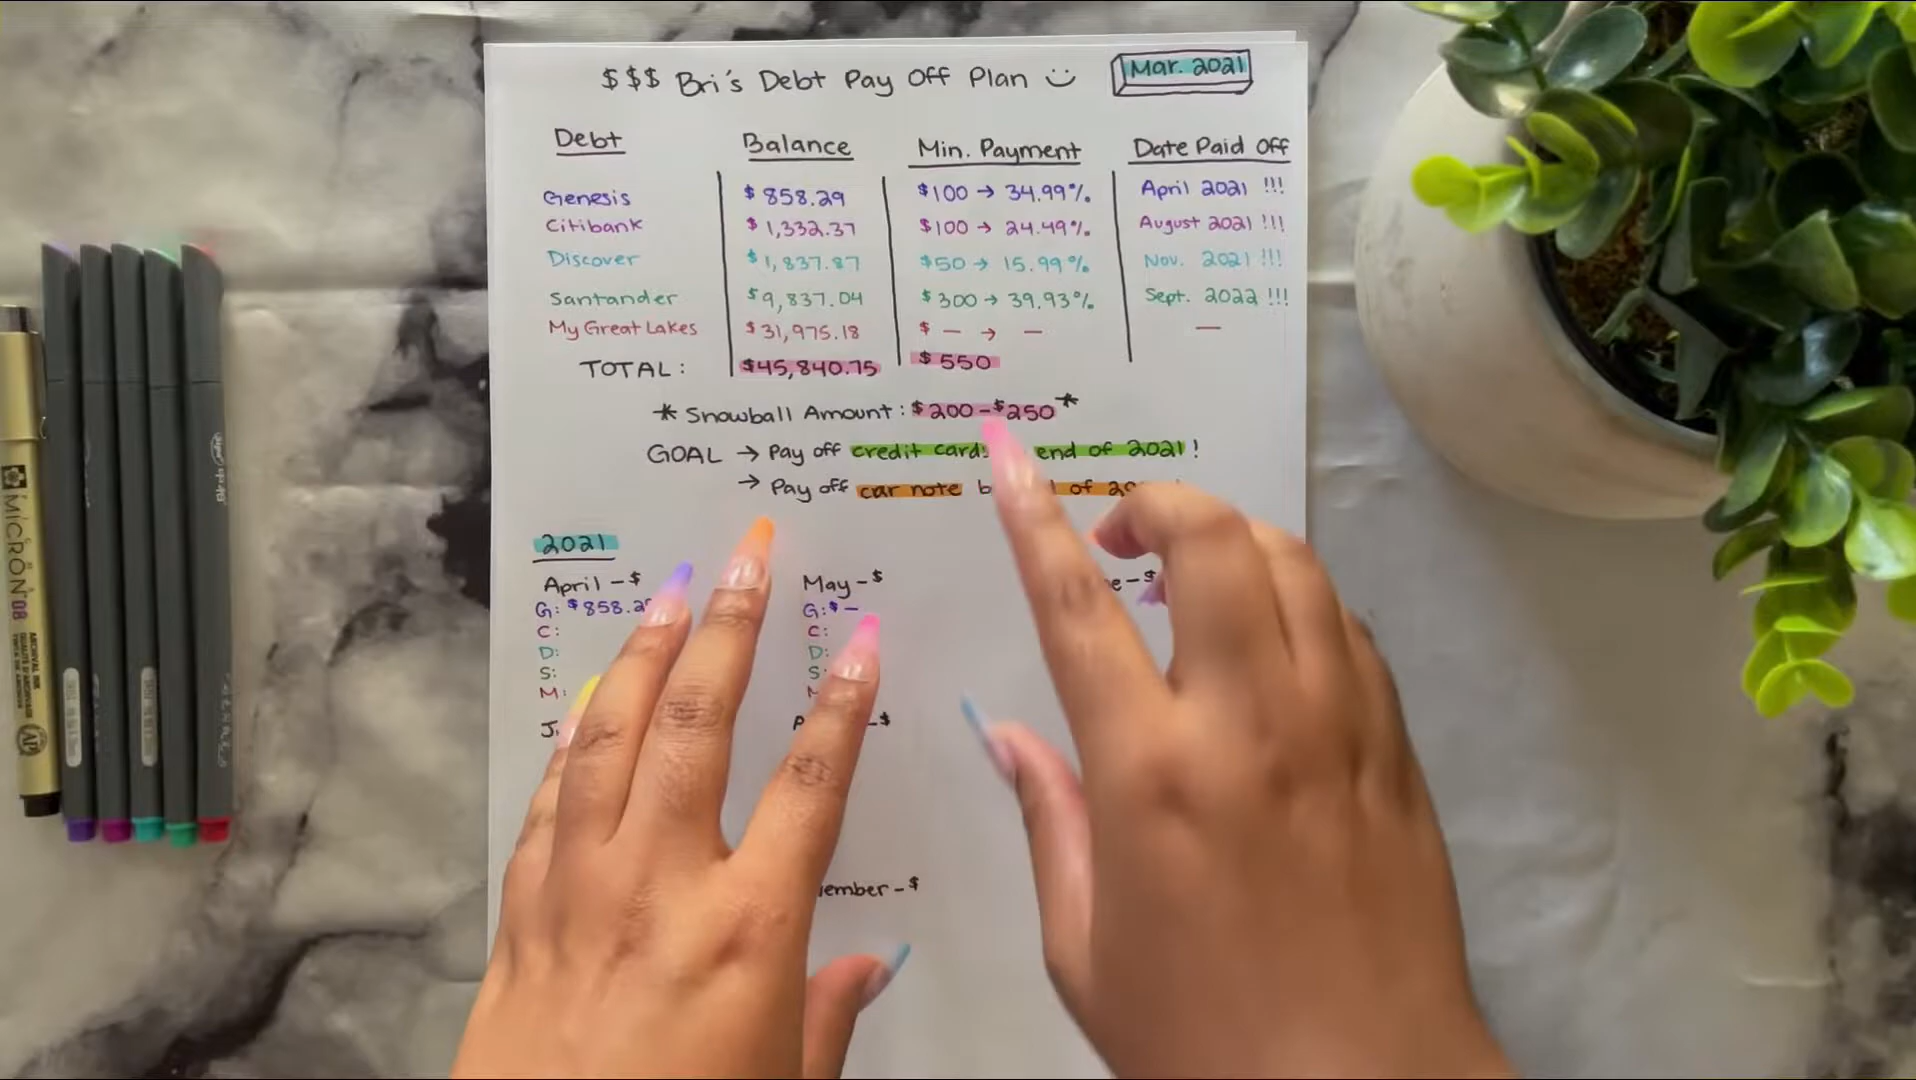 $$$ Bri's Debt Pay Off Plan :)
Mar. 2021
Debt Balance Min. Payment Date Paid Off
Genesis $858.29 $100 → 34.99% April 2021 !!!
Citibank $1,332.37 $100 → 24.49% August 2021 !!!
Discover $1,837.87 $50 → 15.99% Nov. 2021 !!!
Santander $9,837.04 $300 → 39.93% Sept. 2022 !!!
My Great Lakes $31,975.18 $ — → — —
TOTAL: $45,840.75 $550
* Snowball Amount: $200-$250 *
GOAL → Pay off credit end of 2021!
→ Pay off car note of
2021
April - $ May - $ - $
G: $858.2 G: $ -
C: C:
D: D:
S: S:
M: M
- $
- $
MICRON 08
ARCHIVAL INK